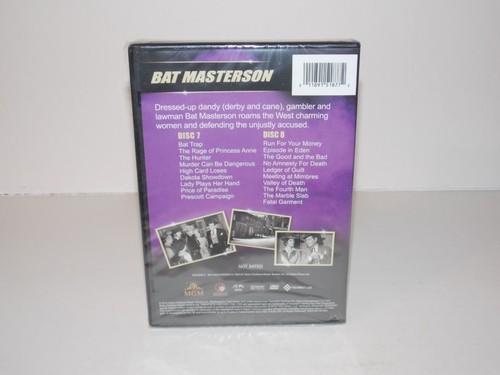 BAT MASTERSON
Dressed-up dandy (derby and cane), gambler and
lawman Bat Masterson roams the West charming
women and defending the unjustly accused.
DISC 7
Bat Trap
The Rage of Princess Anne
The Hunter
Murder Can Be Dangerous
High Card Loses
Dakota Showdown
Lady Plays Her Hand
Price of Paradise
Prescott Campaign
DISC 8
Run For Your Money
Episode in Eden
The Good and the Bad
No Amnesty For Death
Ledger of Guilt
Meeting at Mimbres
Valley of Death
The Fourth Man
The Marble Slab
Fatal Garment
NOT RATED
MGM
DVD